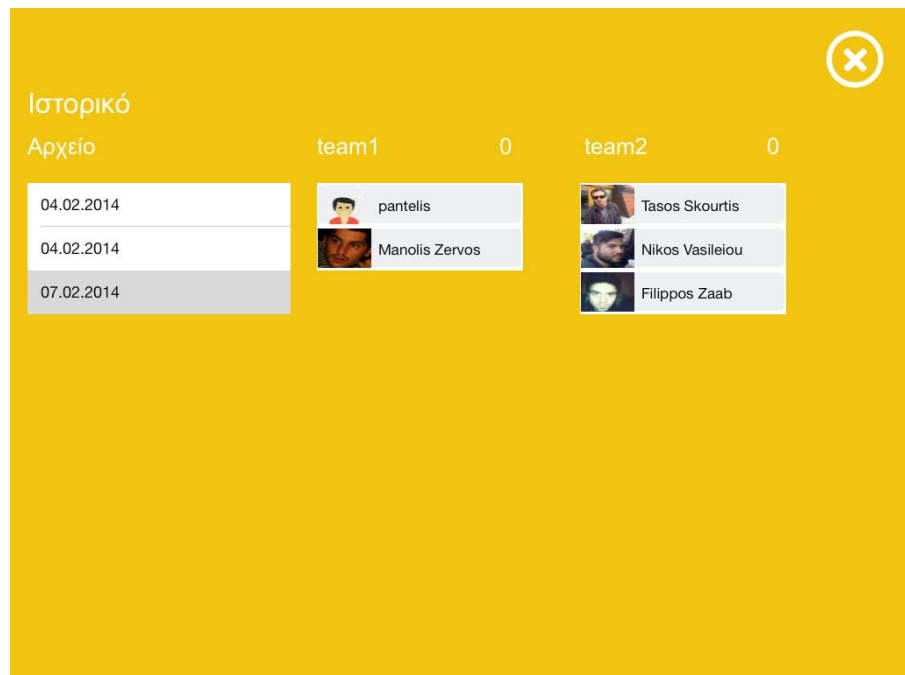 Ιστορικό
Αρχείο team1 0 team2 0
04.02.2014 pantelis Tasos Skourtis
04.02.2014 Manolis Zervos Nikos Vasileiou
07.02.2014 Filippos Zaab